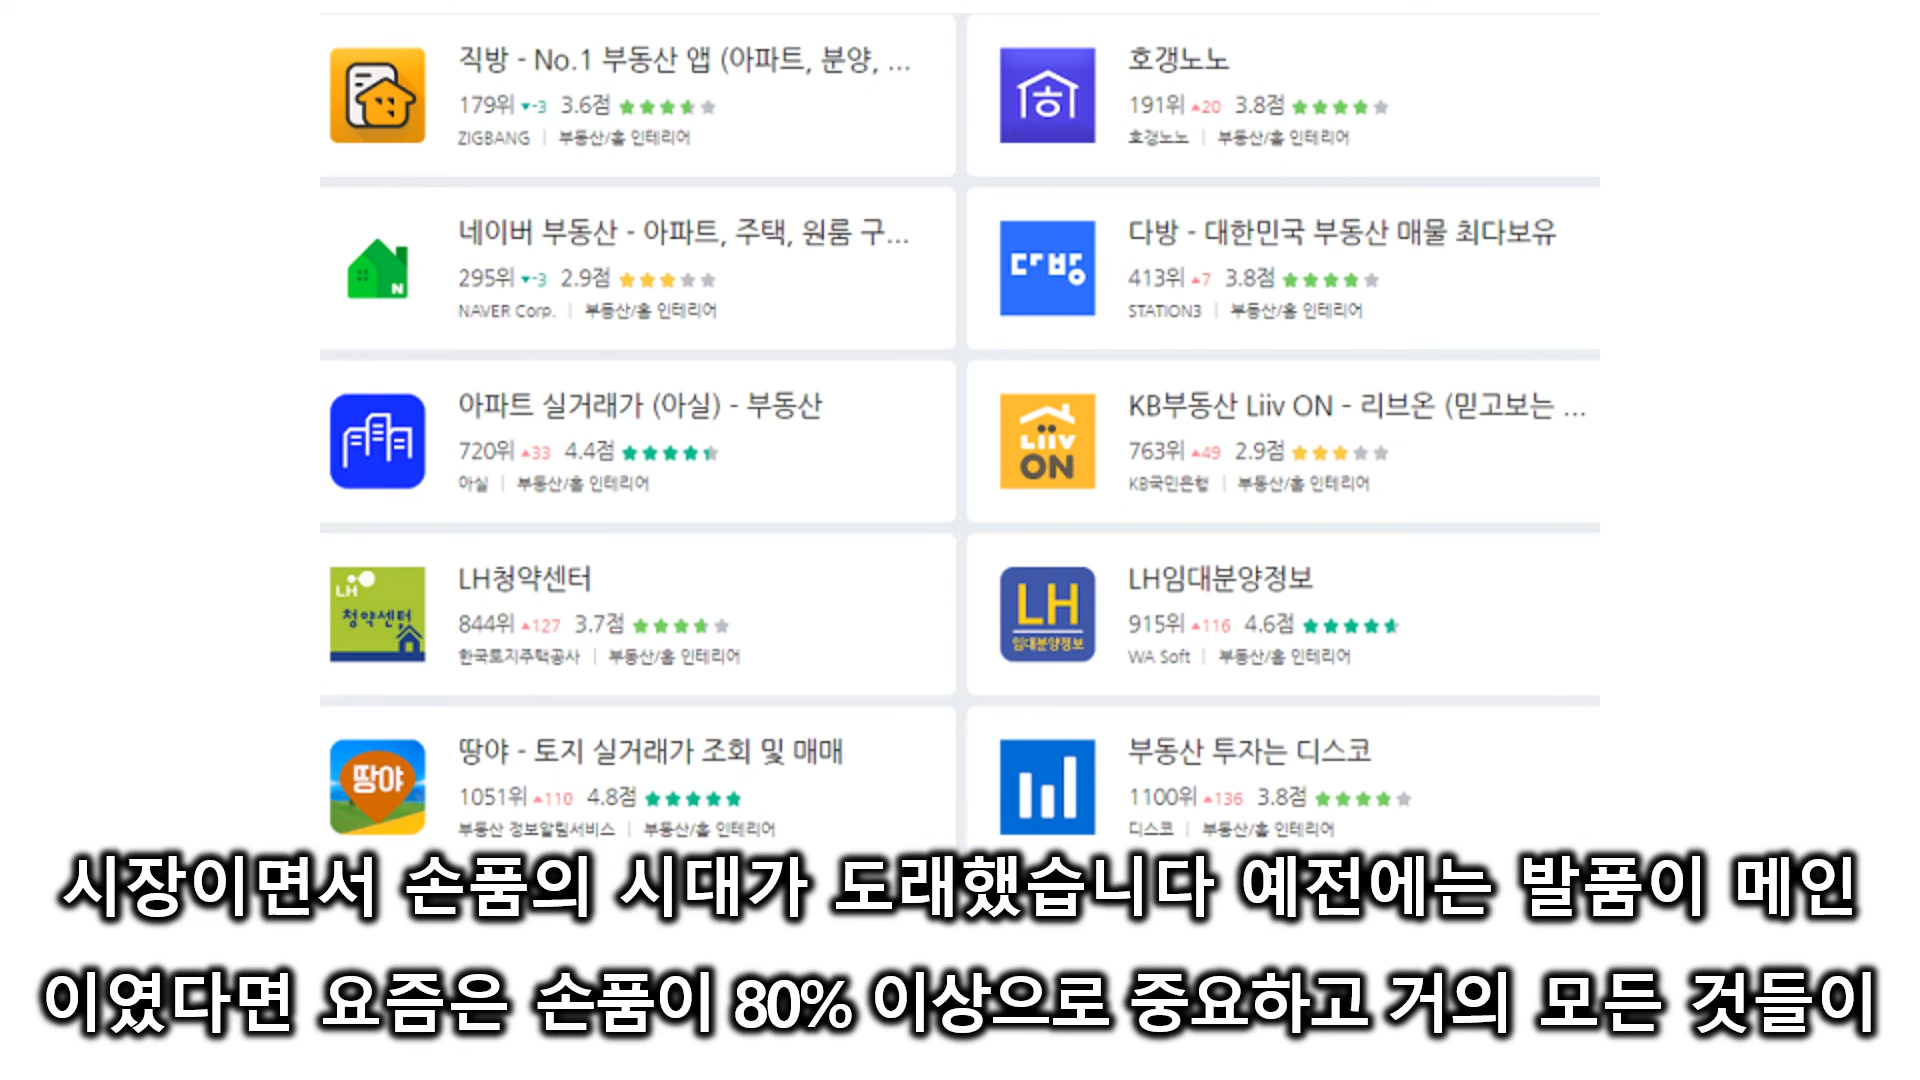 직방 - No.1 부동산 앱 (아파트, 분양, ...
179위 -3 3.6점
ZIGBANG | 부동산/홈 인테리어
호갱노노
191위 20 3.8점
호갱노노 | 부동산/홈 인테리어
네이버 부동산 - 아파트, 주택, 원룸 구...
295위 -3 2.9점
NAVER Corp. | 부동산/홈 인테리어
N
다방 - 대한민국 부동산 매물 최다보유
413위 7 3.8점
STATION3 | 부동산/홈 인테리어
다방
아파트 실거래가 (아실) - 부동산
720위 33 4.4점
아실 | 부동산/홈 인테리어
KB부동산 Liiv ON - 리브온 (믿고보는 ...
763위 49 2.9점
KB국민은행 | 부동산/홈 인테리어
Liiv
ON
LH청약센터
844위 127 3.7점
한국토지주택공사 | 부동산/홈 인테리어
LH
청약센터
LH임대분양정보
915위 116 4.6점
WA Soft | 부동산/홈 인테리어
LH
임대분양정보
땅야 - 토지 실거래가 조회 및 매매
1051위 110 4.8점
부동산 정보알림서비스 | 부동산/홈 인테리어
땅야
부동산 투자는 디스코
1100위 136 3.8점
디스코 | 부동산/홈 인테리어
시장이면서 손품의 시대가 도래했습니다 예전에는 발품이 메인
이였다면 요즘은 손품이 80% 이상으로 중요하고 거의 모든 것들이